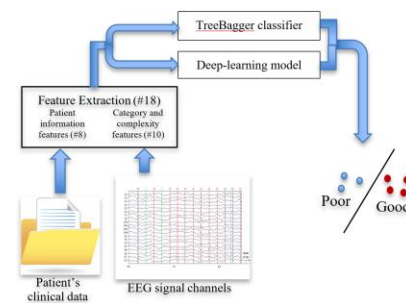 TreeBagger classifier
Deep-learning model
Feature Extraction (#18)
Patient
information
features (#8)
Category and
complexity
features (#10)
Poor
Good
Patient's
clinical data
EEG signal channels